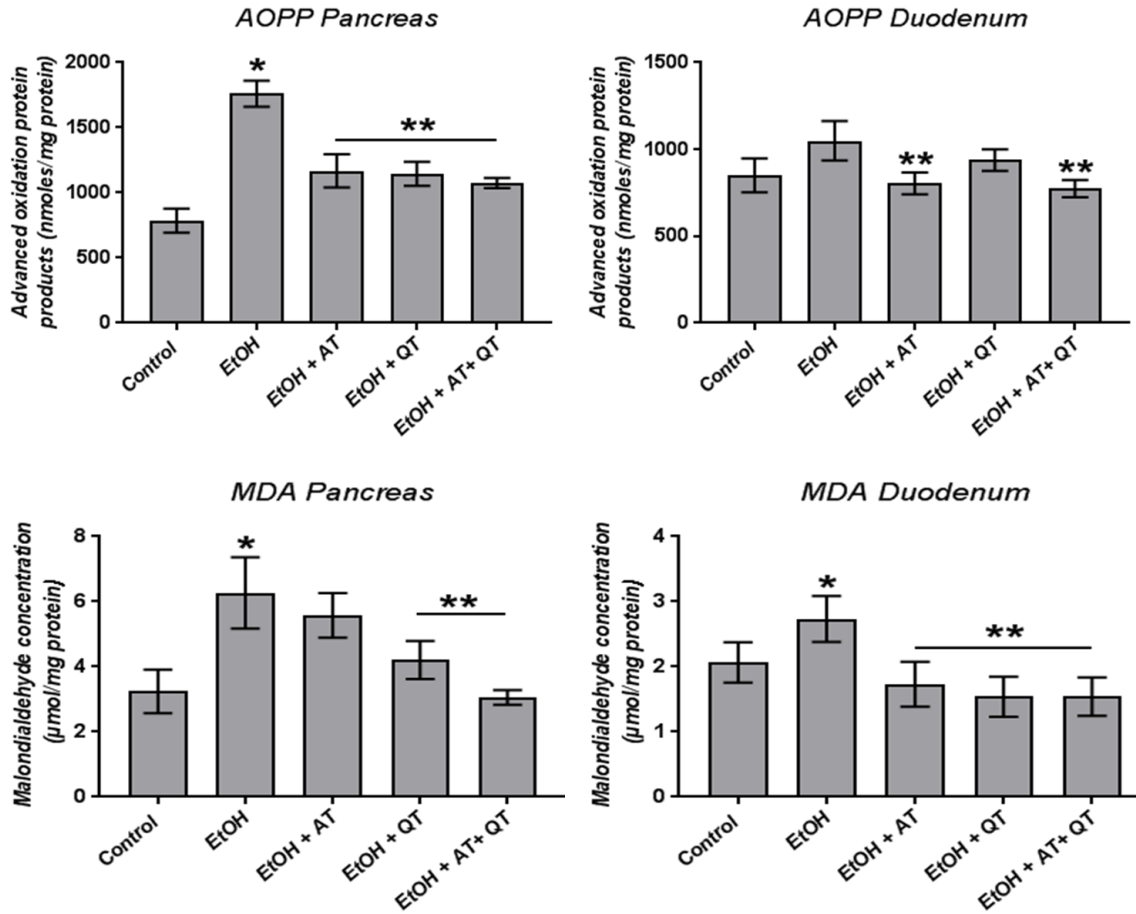 AOPP Pancreas
Advanced oxidation protein
products (nmoles/mg protein)
2000
1500
1000
500
0
*
**
Control
EtOH
EtOH + AT
EtOH + QT
EtOH + AT+ QT
AOPP Duodenum
Advanced oxidation protein
products (nmoles/mg protein)
1500
1000
500
0
**
**
Control
EtOH
EtOH + AT
EtOH + QT
EtOH + AT+ QT
MDA Pancreas
Malondialdehyde concentration
(µmol/mg protein)
8
6
4
2
0
*
**
Control
EtOH
EtOH + AT
EtOH + QT
EtOH + AT+ QT
MDA Duodenum
Malondialdehyde concentration
(µmol/mg protein)
4
3
2
1
0
*
**
Control
EtOH
EtOH + AT
EtOH + QT
EtOH + AT+ QT